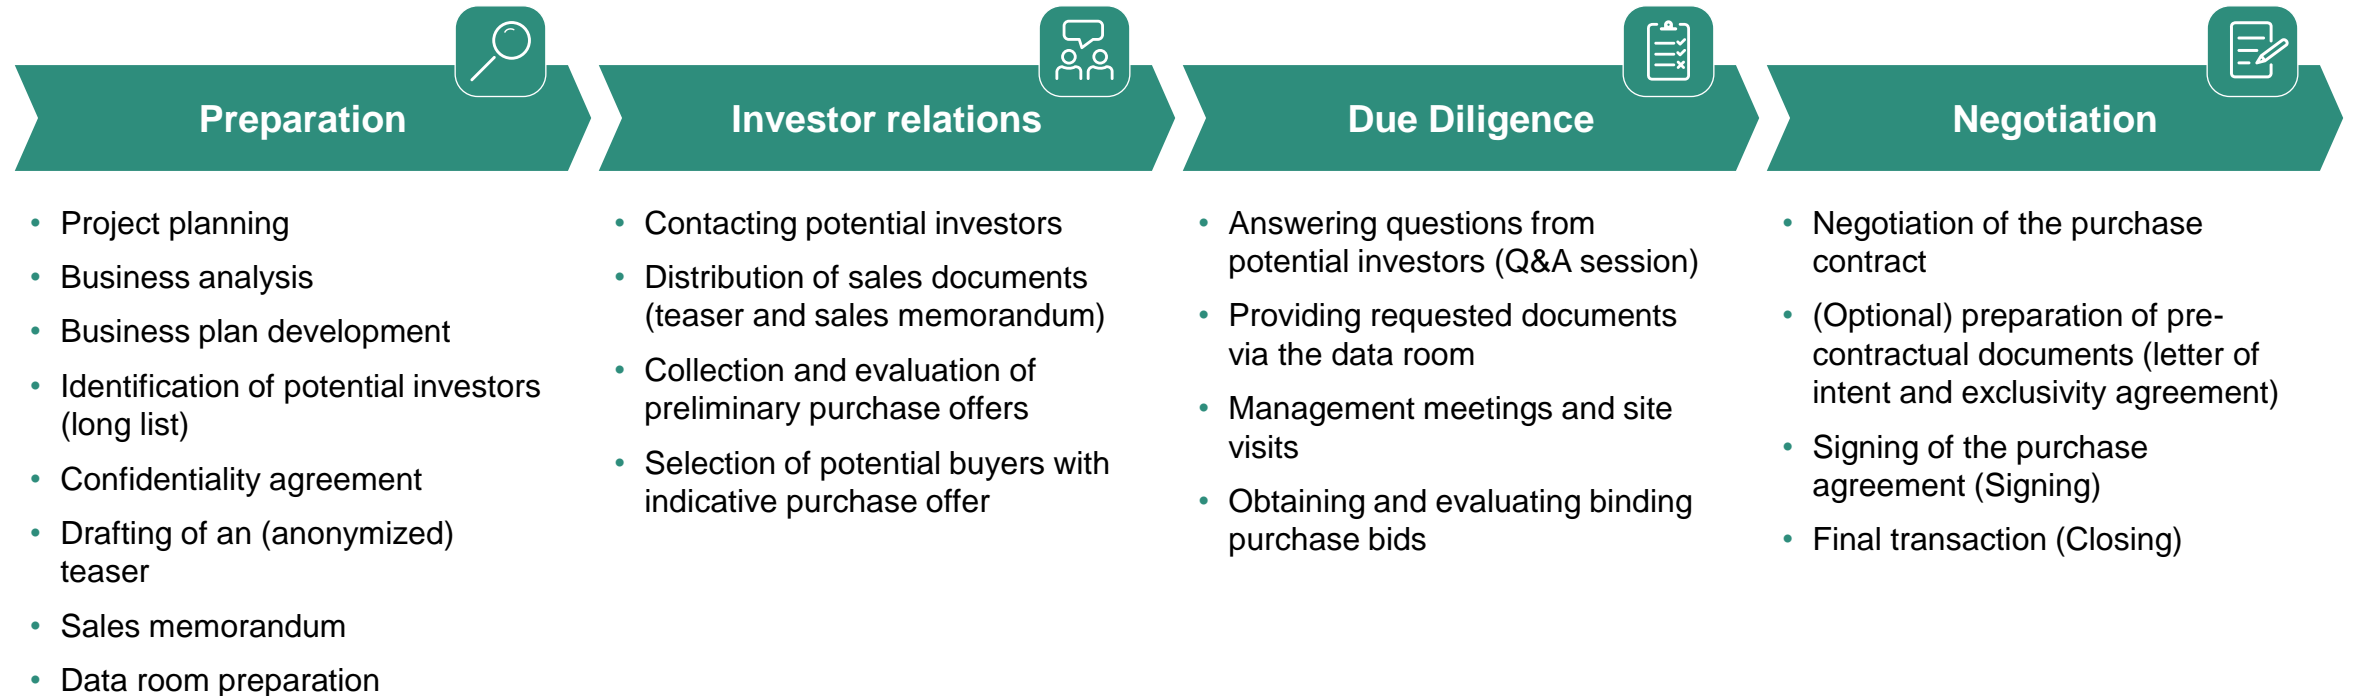 Preparation
• Project planning
• Business analysis
• Business plan development
• Identification of potential investors
(long list)
• Confidentiality agreement
• Drafting of an (anonymized)
teaser
• Sales memorandum
• Data room preparation
Investor relations
• Contacting potential investors
• Distribution of sales documents
(teaser and sales memorandum)
• Collection and evaluation of
preliminary purchase offers
• Selection of potential buyers with
indicative purchase offer
Due Diligence
• Answering questions from
potential investors (Q&A session)
• Providing requested documents
via the data room
• Management meetings and site
visits
• Obtaining and evaluating binding
purchase bids
Negotiation
• Negotiation of the purchase
contract
• (Optional) preparation of pre-
contractual documents (letter of
intent and exclusivity agreement)
• Signing of the purchase
agreement (Signing)
• Final transaction (Closing)